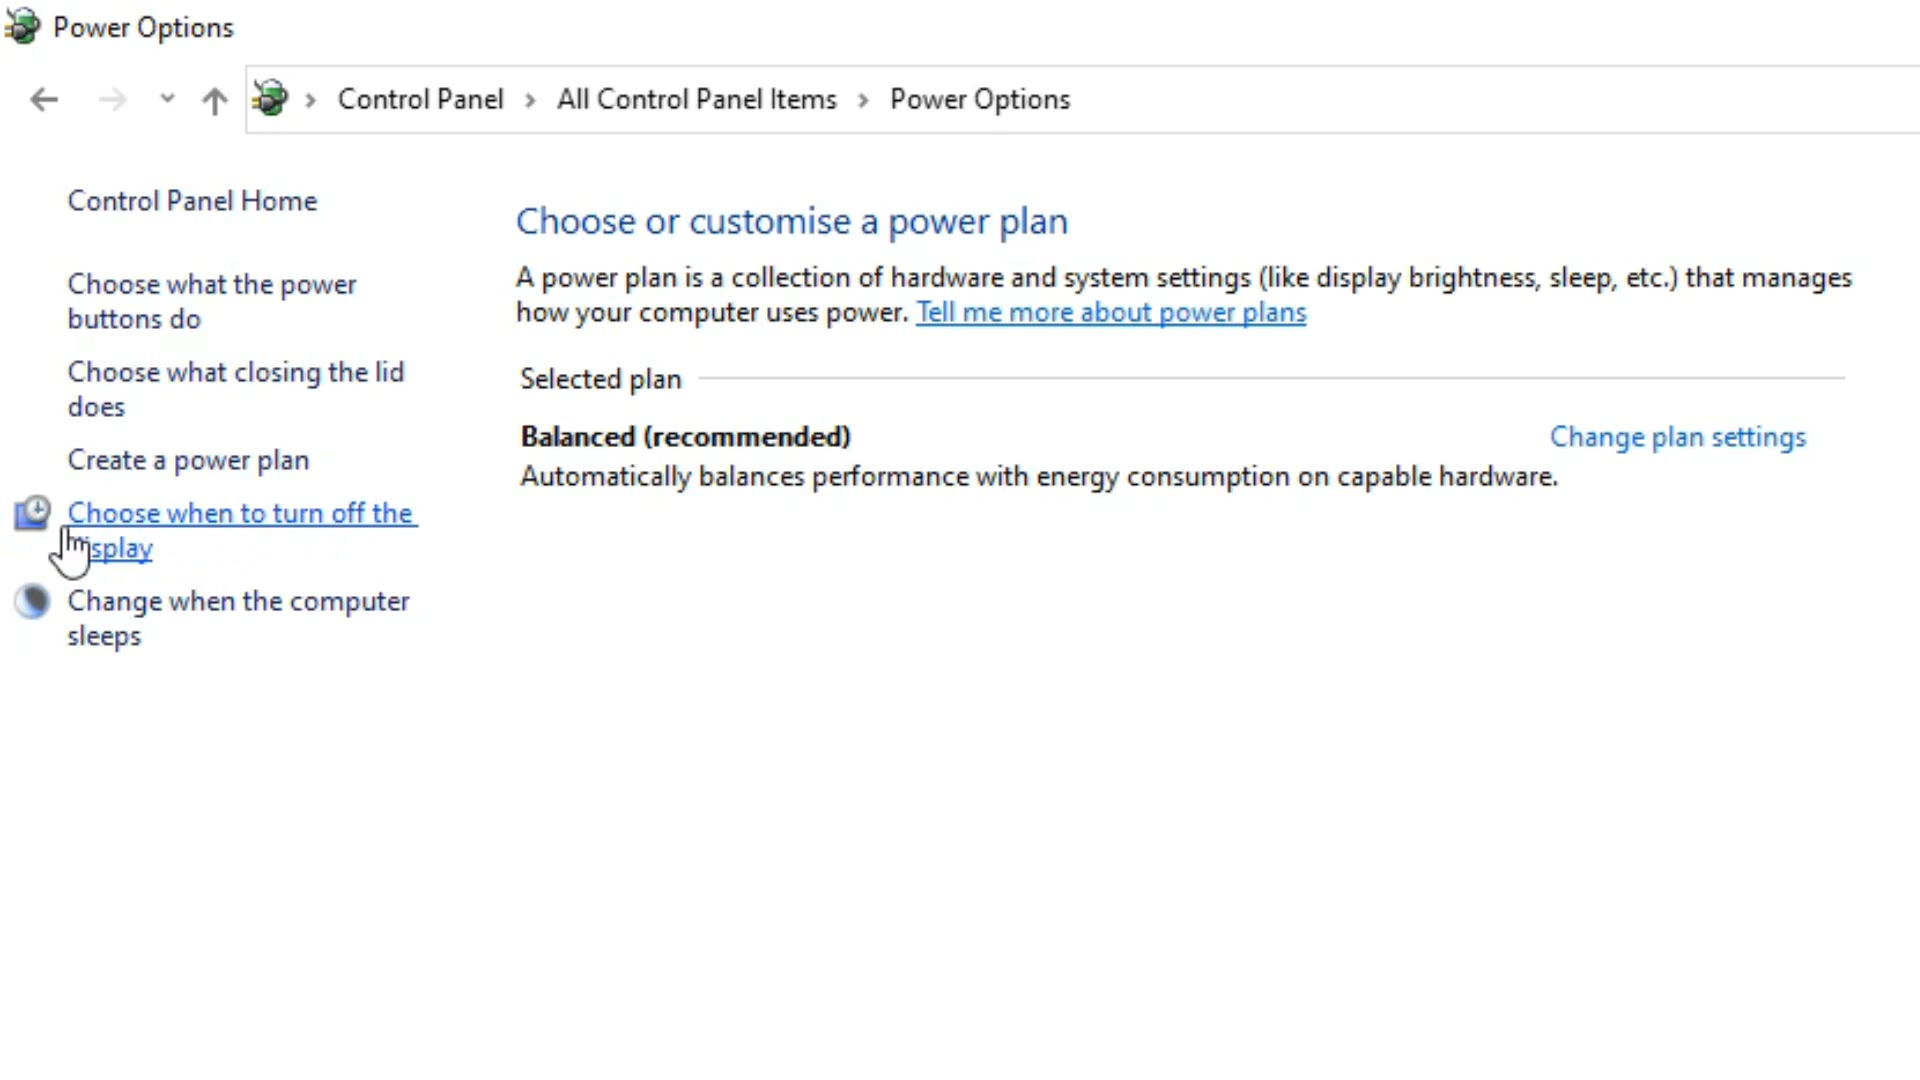 Power Options
Control Panel > All Control Panel Items > Power Options
Control Panel Home
Choose what the power
buttons do
Choose what closing the lid
does
Create a power plan
Choose when to turn off the
Change when the computer
sleeps
Choose or customise a power plan
A power plan is a collection of hardware and system settings (like display brightness, sleep, etc.) that manages
how your computer uses power. Tell me more about power plans
Selected plan
Balanced (recommended)
Change plan settings
Automatically balances performance with energy consumption on capable hardware.